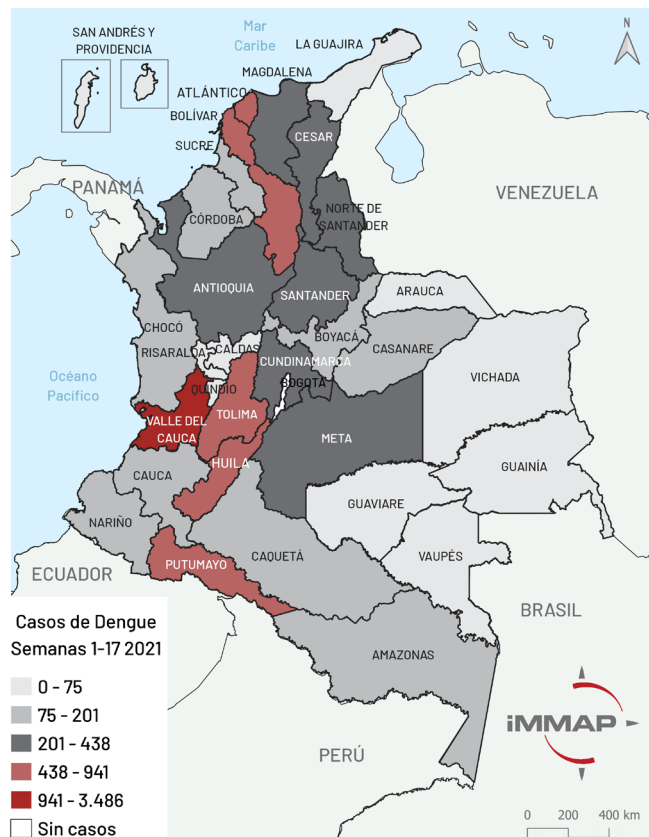 SAN ANDRÉS Y
PROVIDENCIA
Mar
Caribe
LA GUAJIRA
N
MAGDALENA
ATLÁNTICO
BOLÍVAR
CESAR
SUCRE
PANAMÁ
VENEZUELA
CÓRDOBA
NORTE DE
SANTANDER
ANTIOQUIA
SANTANDER
ARAUCA
CHOCÓ
BOYACÁ
RISARALDA
CALDAS
CASANARE
CUNDINAMARCA
Océano
Pacífico
VICHADA
QUINDIO
BOGOTÁ
VALLE DEL
CAUCA
TOLIMA
META
HUILA
GUAINÍA
CAUCA
GUAVIARE
NARIÑO
VAUPÉS
CAQUETÁ
PUTUMAYO
ECUADOR
BRASIL
Casos de Dengue
Semanas 1-17 2021
0 - 75
75 - 201
201 - 438
438 - 941
941 - 3.486
Sin casos
AMAZONAS
iMMAP
PERÚ
0 200 400 km